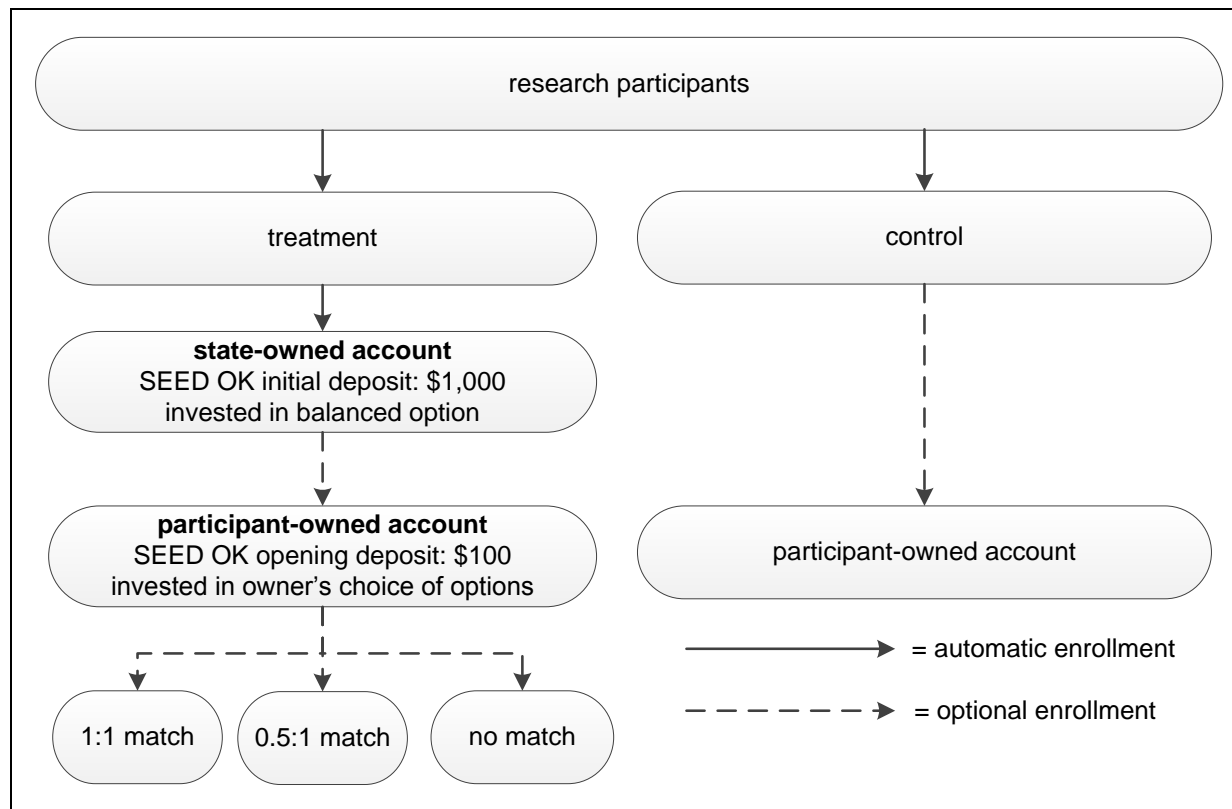 research participants
treatment
control
state-owned account
SEED OK initial deposit: $1,000
invested in balanced option
participant-owned account
SEED OK opening deposit: $100
invested in owner’s choice of options
participant-owned account
= automatic enrollment
= optional enrollment
1:1 match
0.5:1 match
no match